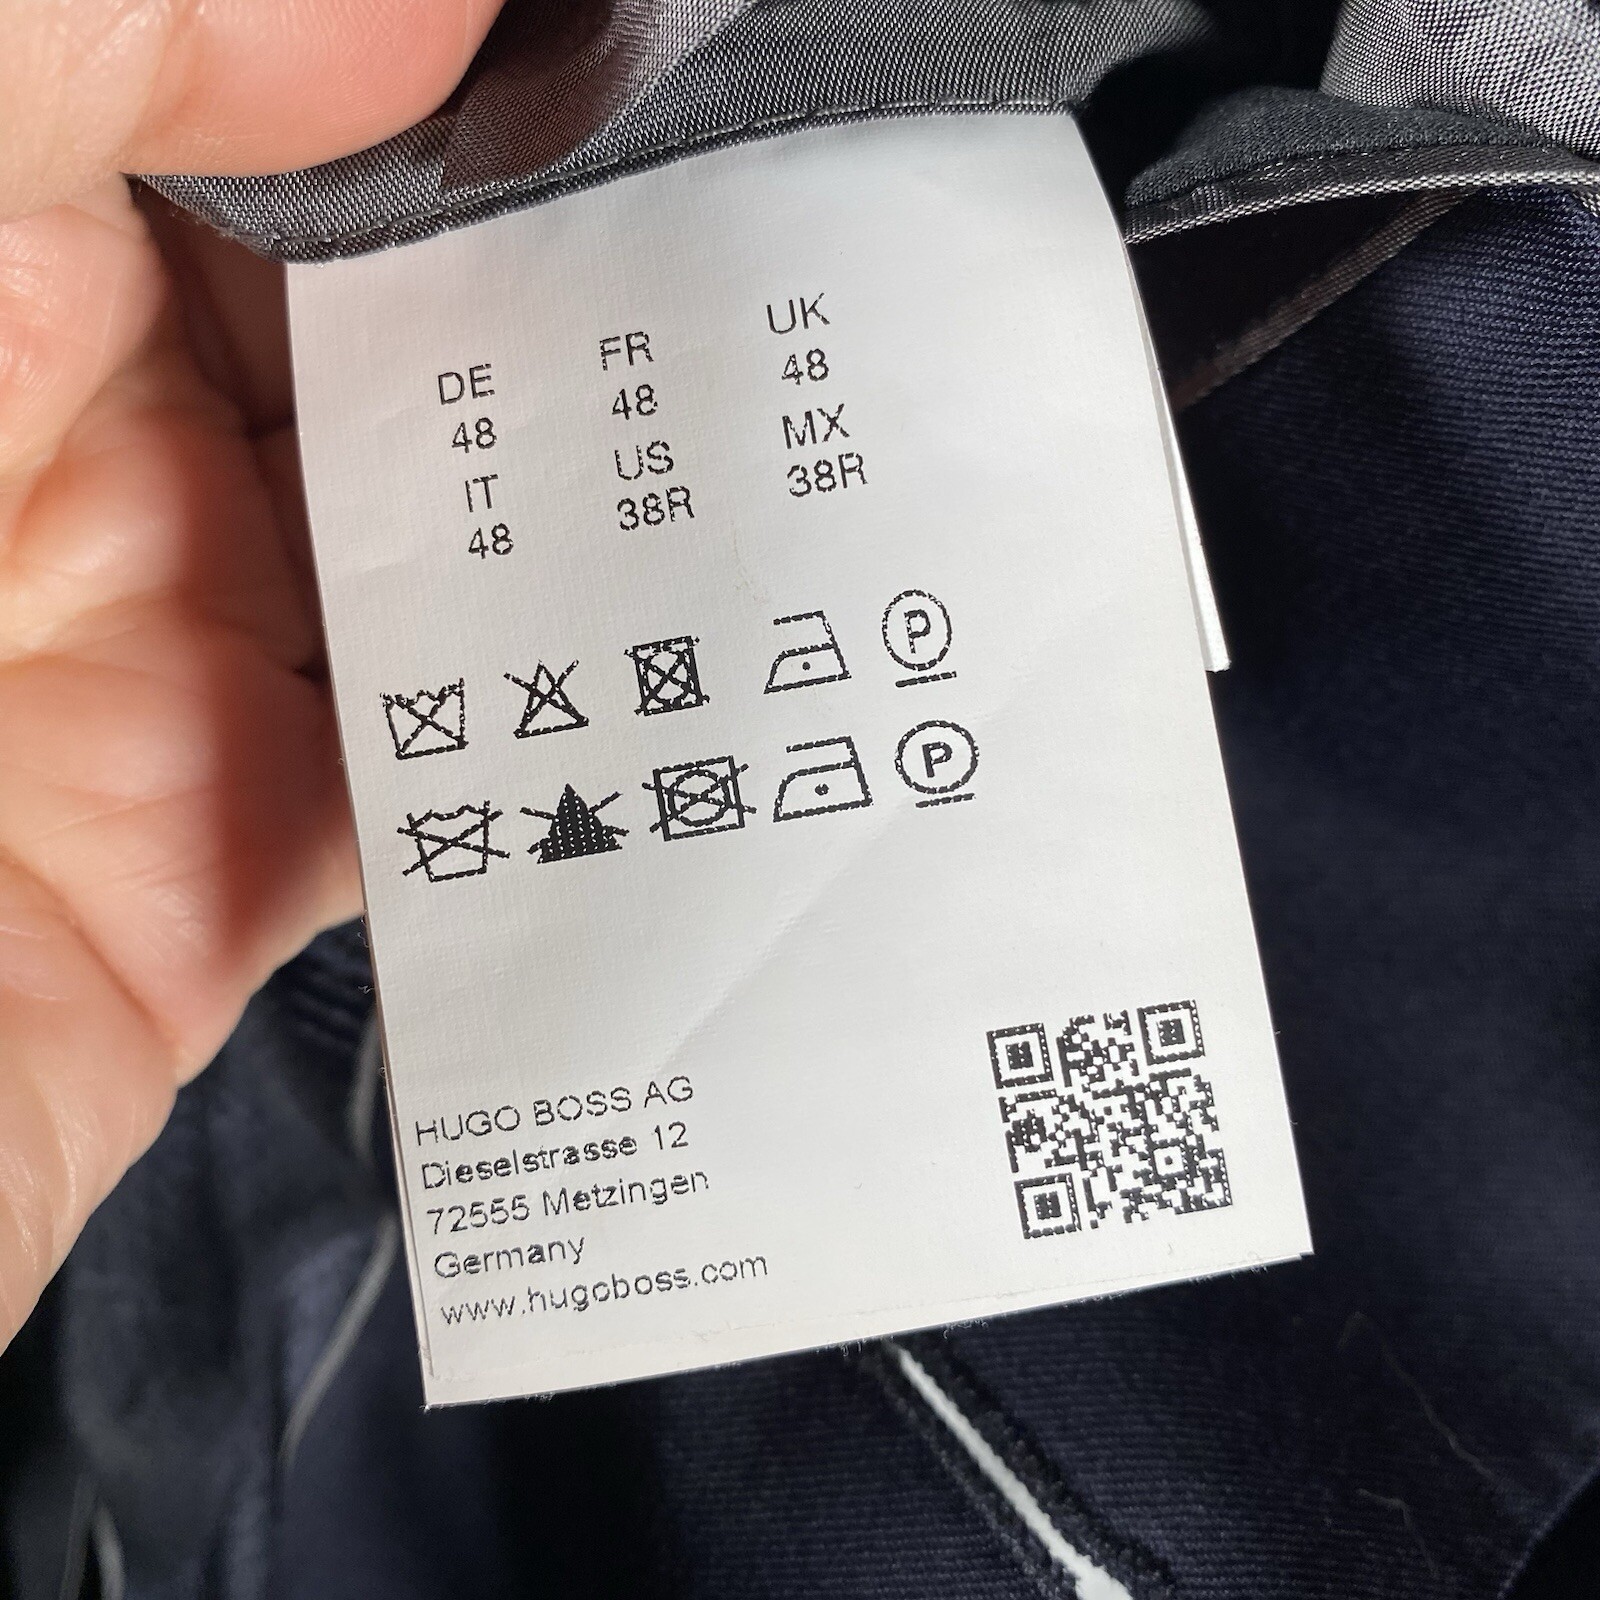 DE FR UK
48 48 48
IT US MX
48 38R 38R
P
P
HUGO BOSS AG
Dieselstrasse 12
72555 Metzingen
Germany
www.hugoboss.com